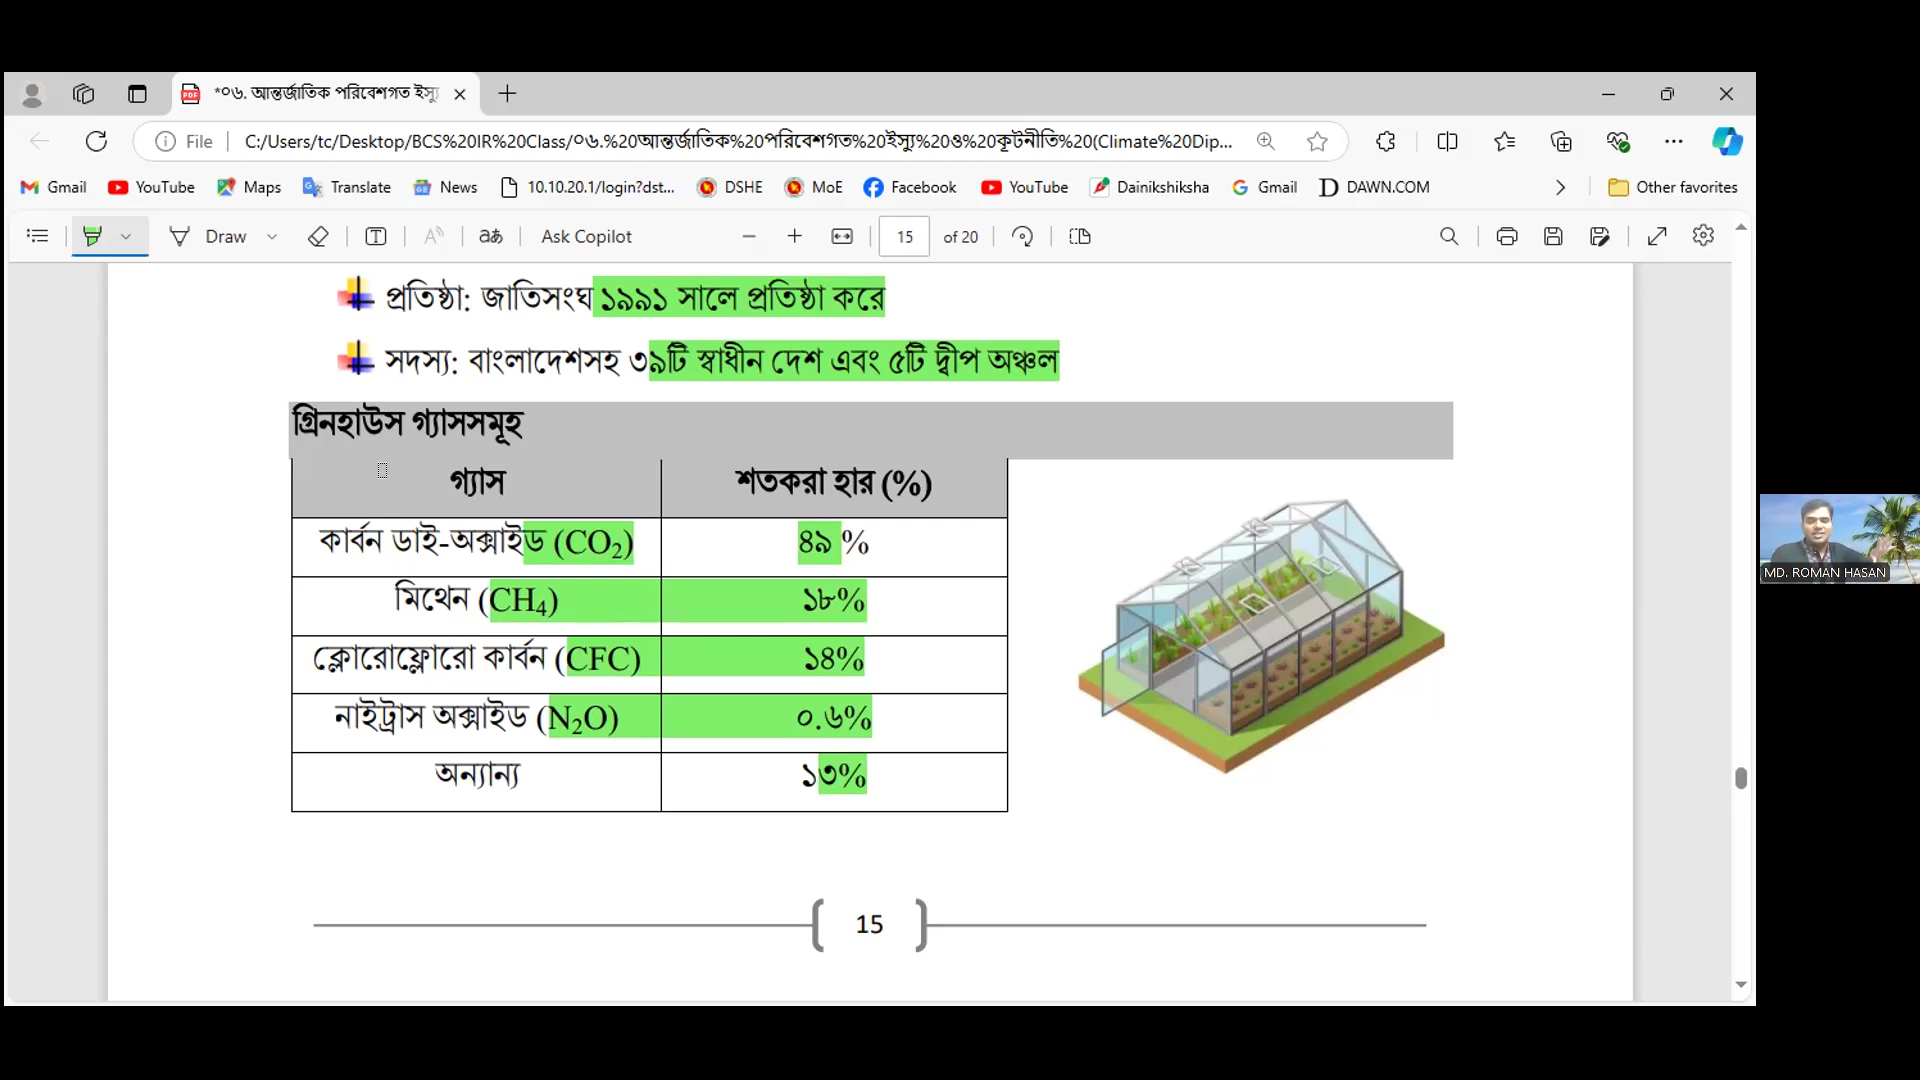 *০৬. আন্তর্জাতিক পরিবেশগত ইস্যু
File C:/Users/tc/Desktop/BCS%20IR%20Class/০৬.%20আন্তর্জাতিক%20পরিবেশগত%20ইস্যু%20ও%20কূটনীতি%20(Climate%20Dip...
Gmail YouTube Maps Translate News 10.10.20.1/login?dst... DSHE MoE Facebook YouTube Dainikshiksha Gmail DAWN.COM Other favorites
Draw Ask Copilot 15 of 20
প্রতিষ্ঠা: জাতিসংঘ ১৯৯১ সালে প্রতিষ্ঠা করে
সদস্য: বাংলাদেশসহ ৩৯টি স্বাধীন দেশ এবং ৫টি দ্বীপ অঞ্চল
গ্রিনহাউস গ্যাসসমূহ
গ্যাস শতকরা হার (%)
কার্বন ডাই-অক্সাইড (CO₂) ৪৯ %
মিথেন (CH₄) ১৮%
ক্লোরোফ্লোরো কার্বন (CFC) ১৪%
নাইট্রাস অক্সাইড (N₂O) ০.৬%
অন্যান্য ১৩%
15
MD. ROMAN HASAN